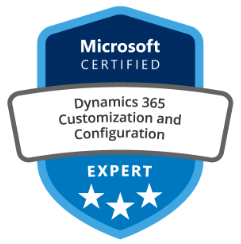 Microsoft
CERTIFIED
Dynamics 365
Customization and
Configuration
EXPERT